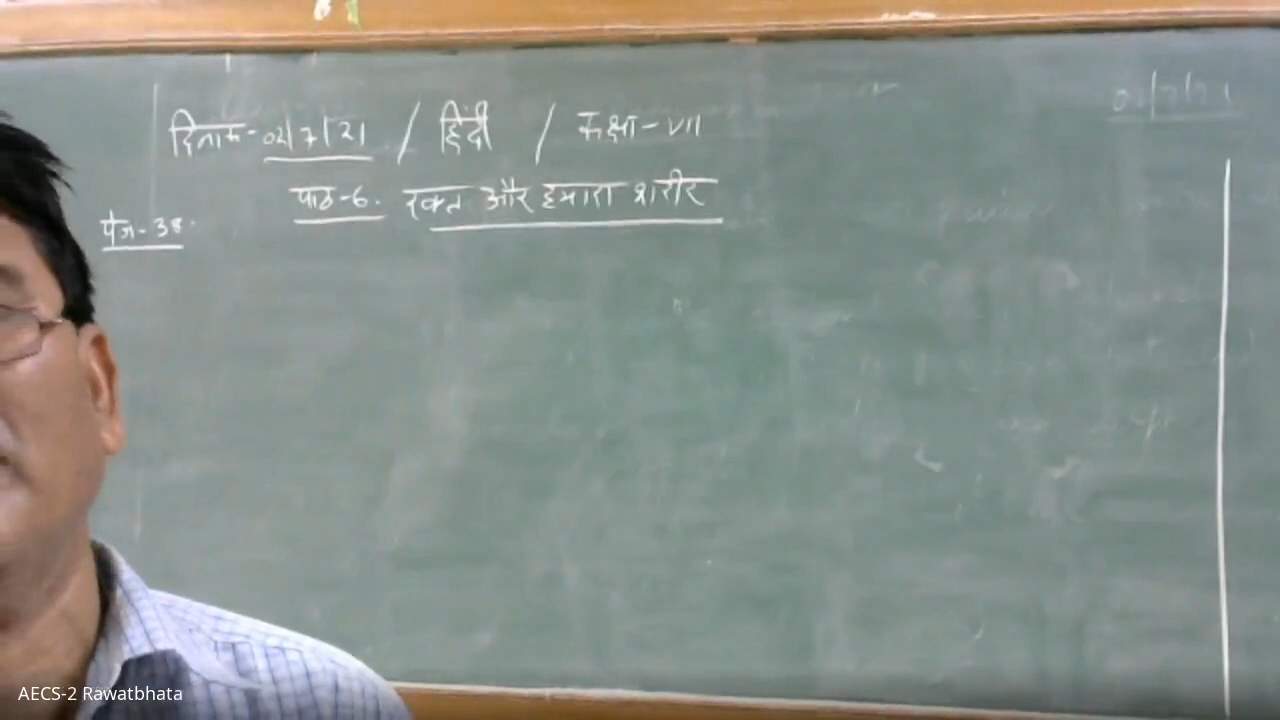 दिनांक-02/7/21 / हिंदी / कक्षा-VII
पाठ-6. रक्त और हमारा शरीर
पेज-38.
AECS-2 Rawatbhata